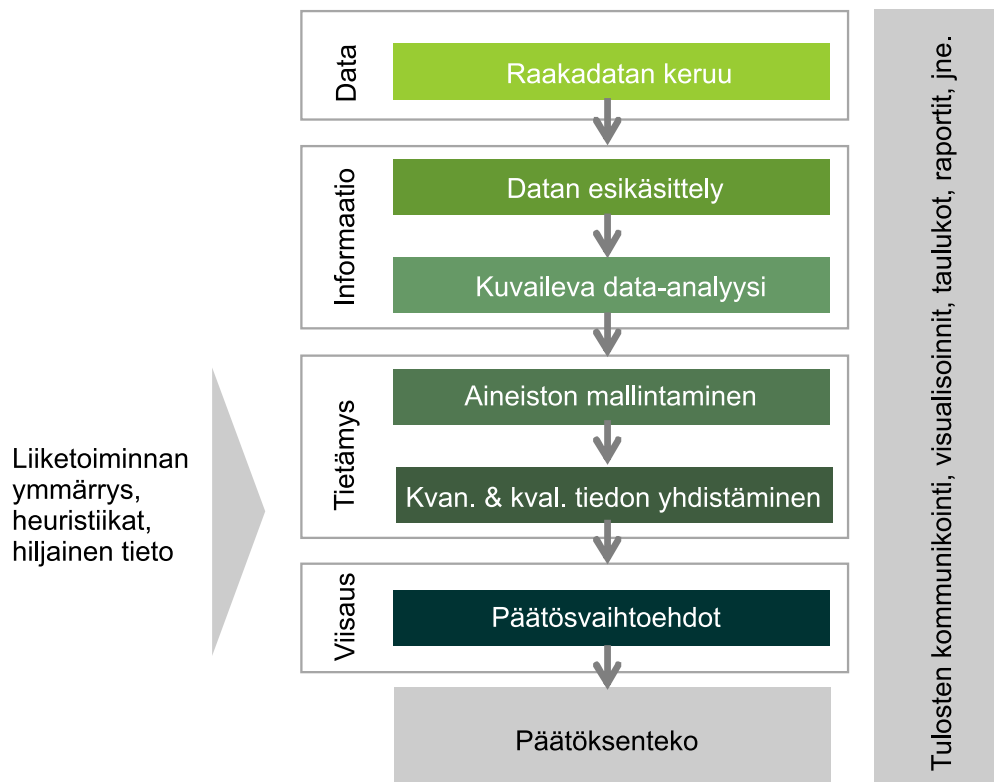 Data
Raakadatan keruu
Informaatio
Datan esikäsittely
Kuvaileva data-analyysi
Tietämys
Aineiston mallintaminen
Kvan. & kval. tiedon yhdistäminen
Liiketoiminnan
ymmärrys,
heuristiikat,
hiljainen tieto
Viisaus
Päätösvaihtoehdot
Päätöksenteko
Tulosten kommunikointi, visualisoinnit, taulukot, raportit, jne.